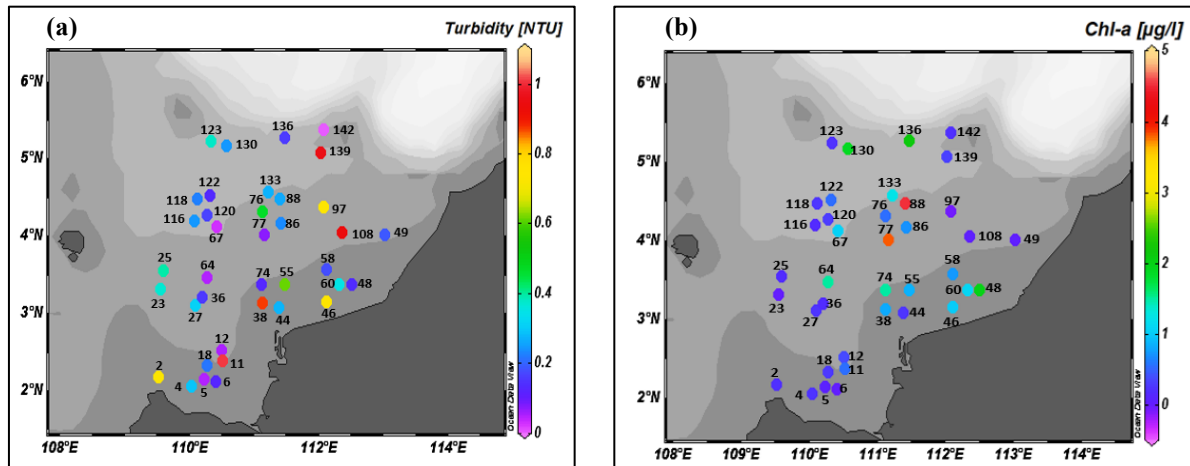 (a) Turbidity [NTU]
6°N
5°N
4°N
3°N
2°N
108°E 110°E 112°E 114°E
123 130 136 142 139
118 122 133 88
116 120 67 76 77 86 97 108 49
25 64 74 55 58
23 27 36 38 44 60 48 46
12 18 11
2 4 5 6
1
0.8
0.6
0.4
0.2
0
Ocean Data View
(b) Chl-a [µg/l]
6°N
5°N
4°N
3°N
2°N
108°E 109°E 110°E 111°E 112°E 113°E 114°E
123 130 136 142 139
118 122 133 88
116 120 67 76 77 86 97 108 49
25 64 74 55 58
23 27 36 38 44 60 48 46
12 18 11
2 4 5 6
5
4
3
2
1
0
Ocean Data View